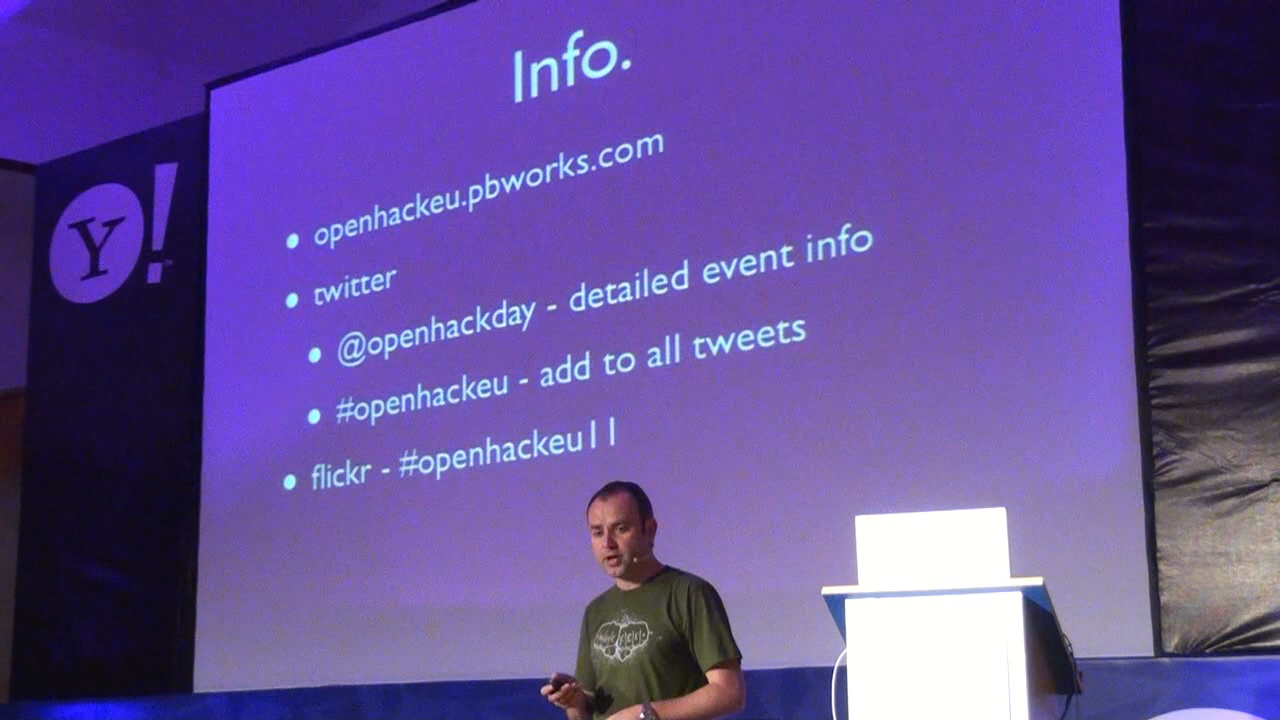 Info.
Y!
openhackeu.pbworks.com
twitter
@openhackday - detailed event info
#openhackeu - add to all tweets
flickr - #openhackeu11